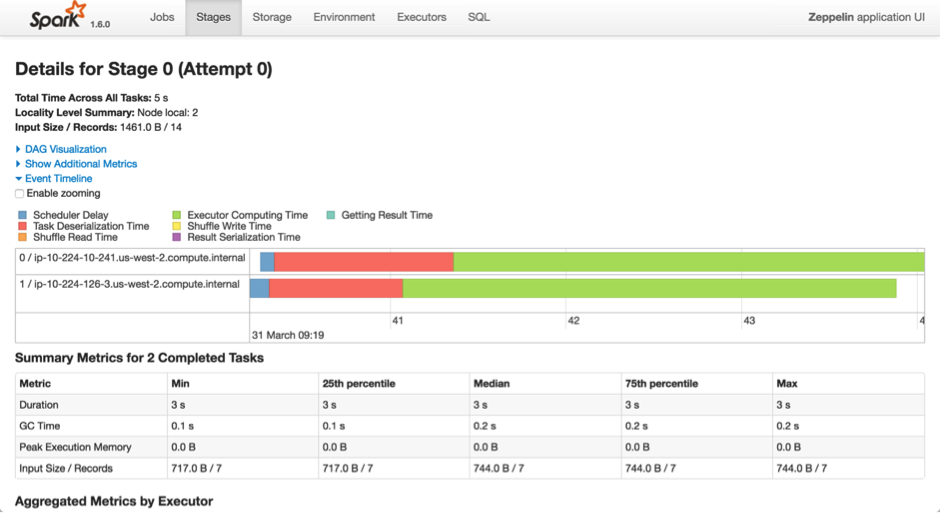 Spark 1.6.0 Jobs Stages Storage Environment Executors SQL Zeppelin application UI
Details for Stage 0 (Attempt 0)
Total Time Across All Tasks: 5 s
Locality Level Summary: Node local: 2
Input Size / Records: 1461.0 B / 14
DAG Visualization
Show Additional Metrics
Event Timeline
Enable zooming
Scheduler Delay Executor Computing Time Getting Result Time
Task Deserialization Time Shuffle Write Time
Shuffle Read Time Result Serialization Time
0 / ip-10-224-10-241.us-west-2.compute.internal
1 / ip-10-224-126-3.us-west-2.compute.internal
41 42 43 4
31 March 09:19
Summary Metrics for 2 Completed Tasks
Metric Min 25th percentile Median 75th percentile Max
Duration 3 s 3 s 3 s 3 s 3 s
GC Time 0.1 s 0.1 s 0.2 s 0.2 s 0.2 s
Peak Execution Memory 0.0 B 0.0 B 0.0 B 0.0 B 0.0 B
Input Size / Records 717.0 B / 7 717.0 B / 7 744.0 B / 7 744.0 B / 7 744.0 B / 7
Aggregated Metrics by Executor